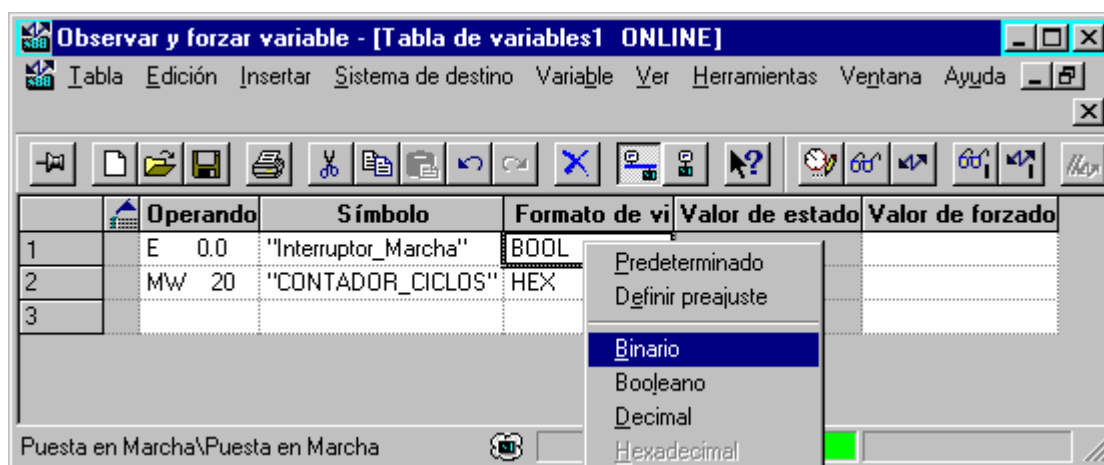 Observar y forzar variable - [Tabla de variables1 ONLINE]
Tabla Edición Insertar Sistema de destino Variable Ver Herramientas Ventana Ayuda
Operando Símbolo Formato de vi Valor de estado Valor de forzado
1 E 0.0 "Interruptor_Marcha" BOOL
2 MW 20 "CONTADOR_CICLOS" HEX
3
Predeterminado
Definir preajuste
Binario
Booleano
Decimal
Hexadecimal
Puesta en Marcha\Puesta en Marcha